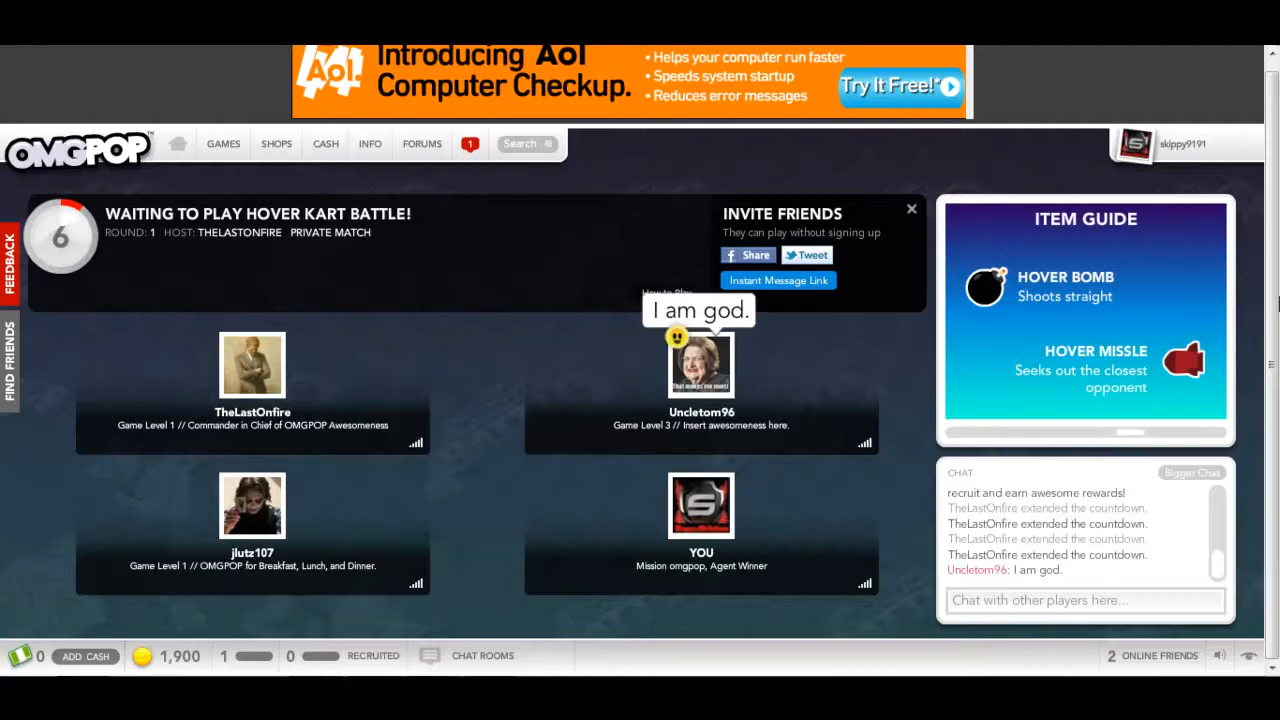 Aol.
Introducing Aol
Computer Checkup.
• Helps your computer run faster
• Speeds system startup
• Reduces error messages
Try It Free!*
OMGPOP™
GAMES
SHOPS
CASH
INFO
FORUMS
1
Search
skippy9191
FEEDBACK
FIND FRIENDS
6
WAITING TO PLAY HOVER KART BATTLE!
ROUND: 1 HOST: THELASTONFIRE PRIVATE MATCH
INVITE FRIENDS
They can play without signing up
f Share
Tweet
Instant Message Link
How to Play
I am god.
TheLastOnfire
Game Level 1 // Commander in Chief of OMGPOP Awesomeness
Uncletom96
Game Level 3 // Insert awesomeness here.
jlutz107
Game Level 1 // OMGPOP for Breakfast, Lunch, and Dinner.
S
YOU
Mission omgpop, Agent Winner
ITEM GUIDE
HOVER BOMB
Shoots straight
HOVER MISSLE
Seeks out the closest
opponent
CHAT
Bigger Chat
recruit and earn awesome rewards!
TheLastOnfire extended the countdown.
TheLastOnfire extended the countdown.
TheLastOnfire extended the countdown.
TheLastOnfire extended the countdown.
Uncletom96: I am god.
Chat with other players here...
0
ADD CASH
1,900
1
0
RECRUITED
CHAT ROOMS
2 ONLINE FRIENDS